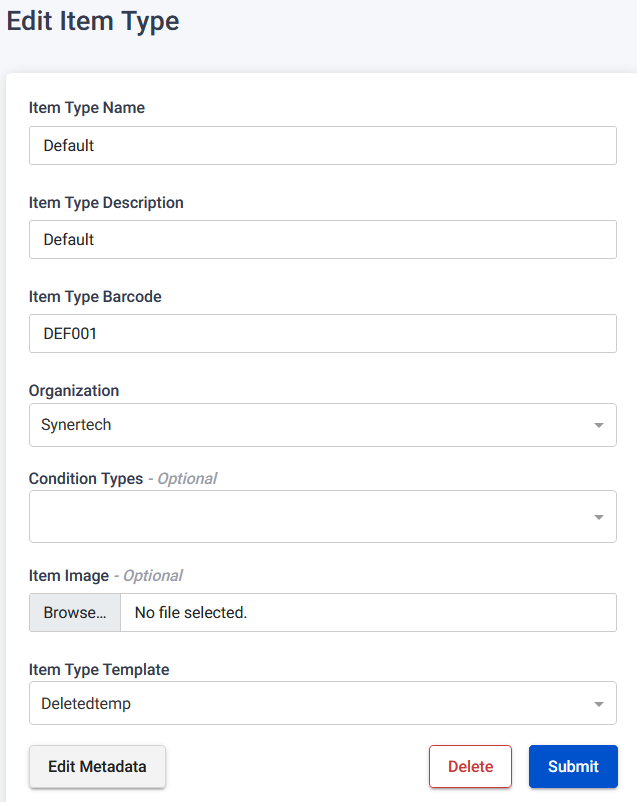 Edit Item Type
Item Type Name
Default
Item Type Description
Default
Item Type Barcode
DEF001
Organization
Synertech
Condition Types - Optional
Item Image - Optional
Browse... No file selected.
Item Type Template
Deletedtemp
Edit Metadata Delete Submit